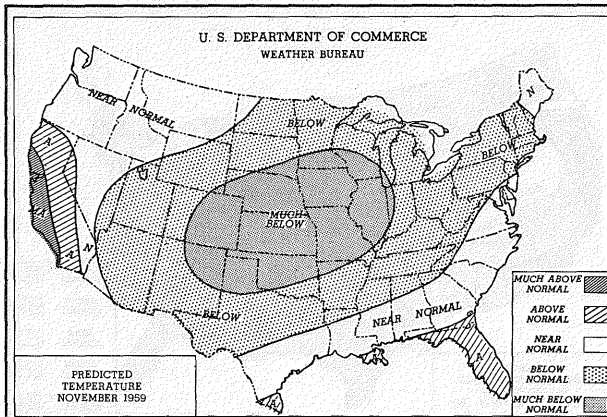 U. S. DEPARTMENT OF COMMERCE
WEATHER BUREAU
N
NEAR NORMAL
BELOW
BELOW
A
MA
A
N
MUCH
BELOW
BELOW
NEAR NORMAL
A
A
MUCH ABOVE
NORMAL
ABOVE
NORMAL
NEAR
NORMAL
BELOW
NORMAL
MUCH BELOW
NORMAL
PREDICTED
TEMPERATURE
NOVEMBER 1959